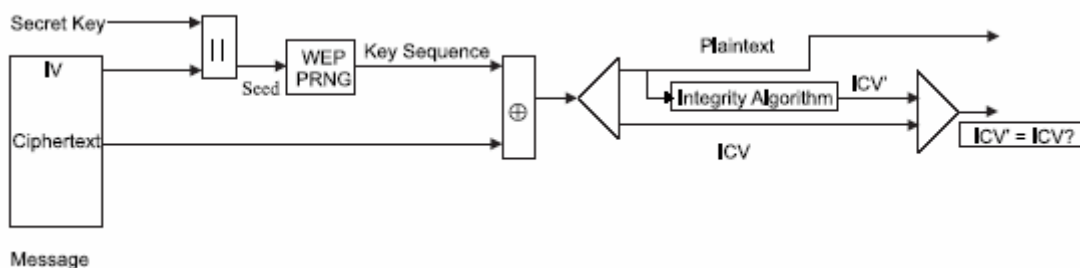 Secret Key
IV
||
Seed
WEP
PRNG
Key Sequence
Ciphertext
⊕
Plaintext
Integrity Algorithm
ICV'
ICV
ICV' = ICV?
Message